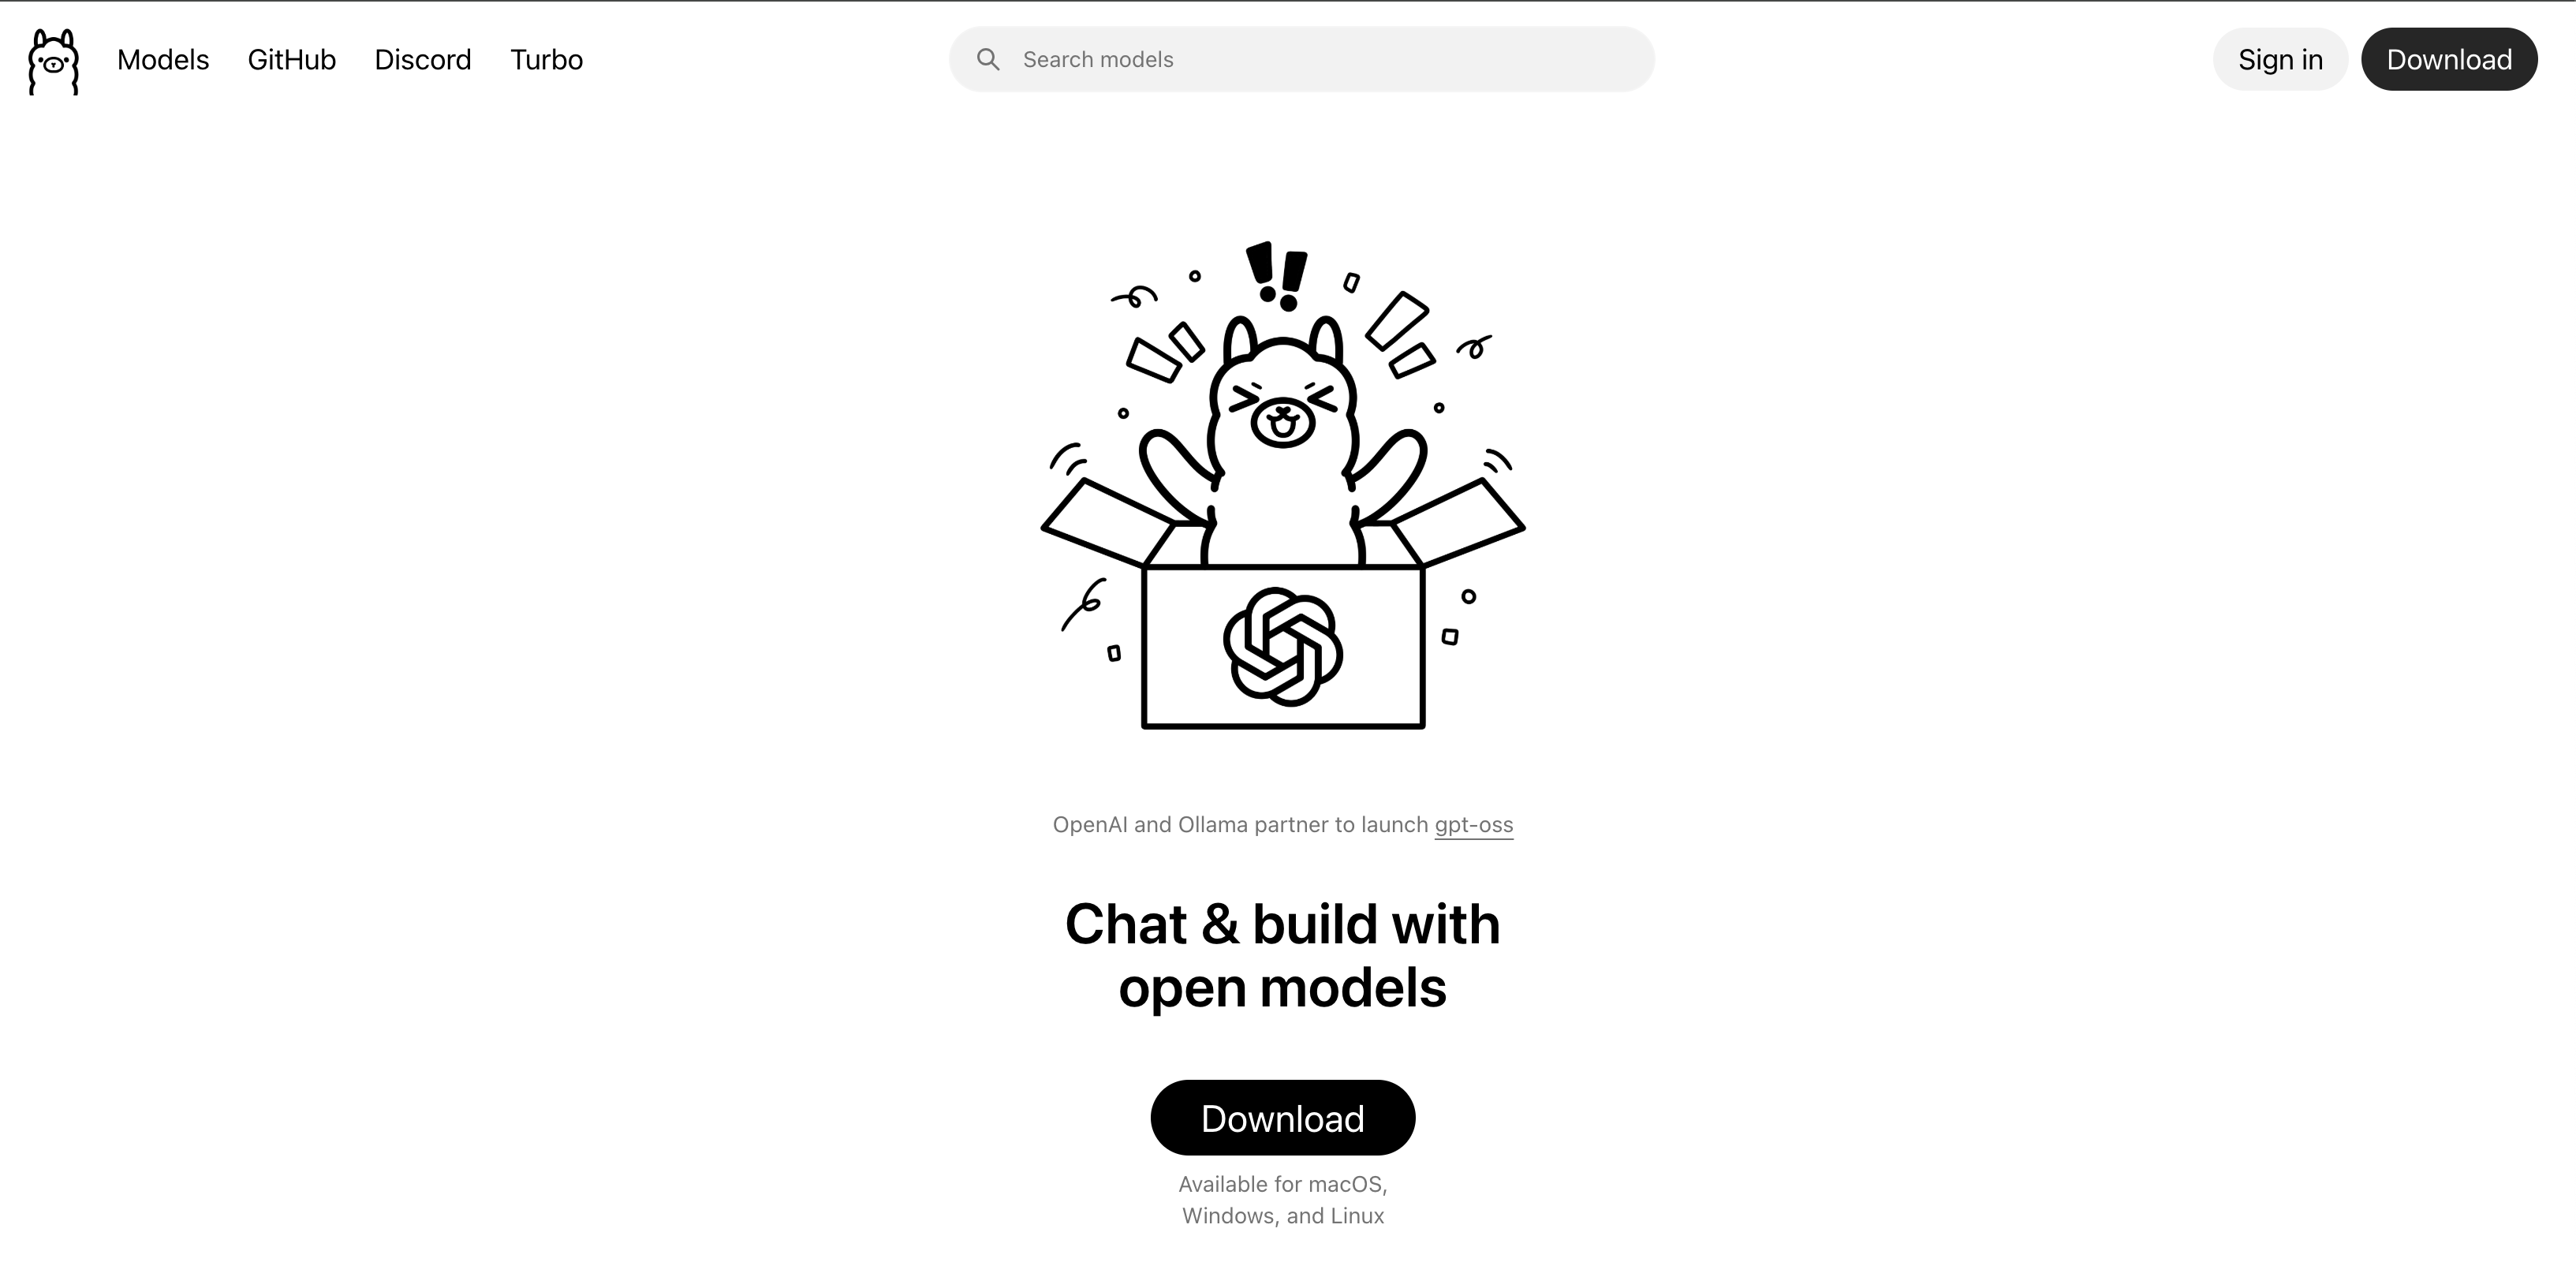 Models GitHub Discord Turbo Search models Sign in Download
!!
OpenAI and Ollama partner to launch gpt-oss
Chat & build with
open models
Download
Available for macOS,
Windows, and Linux